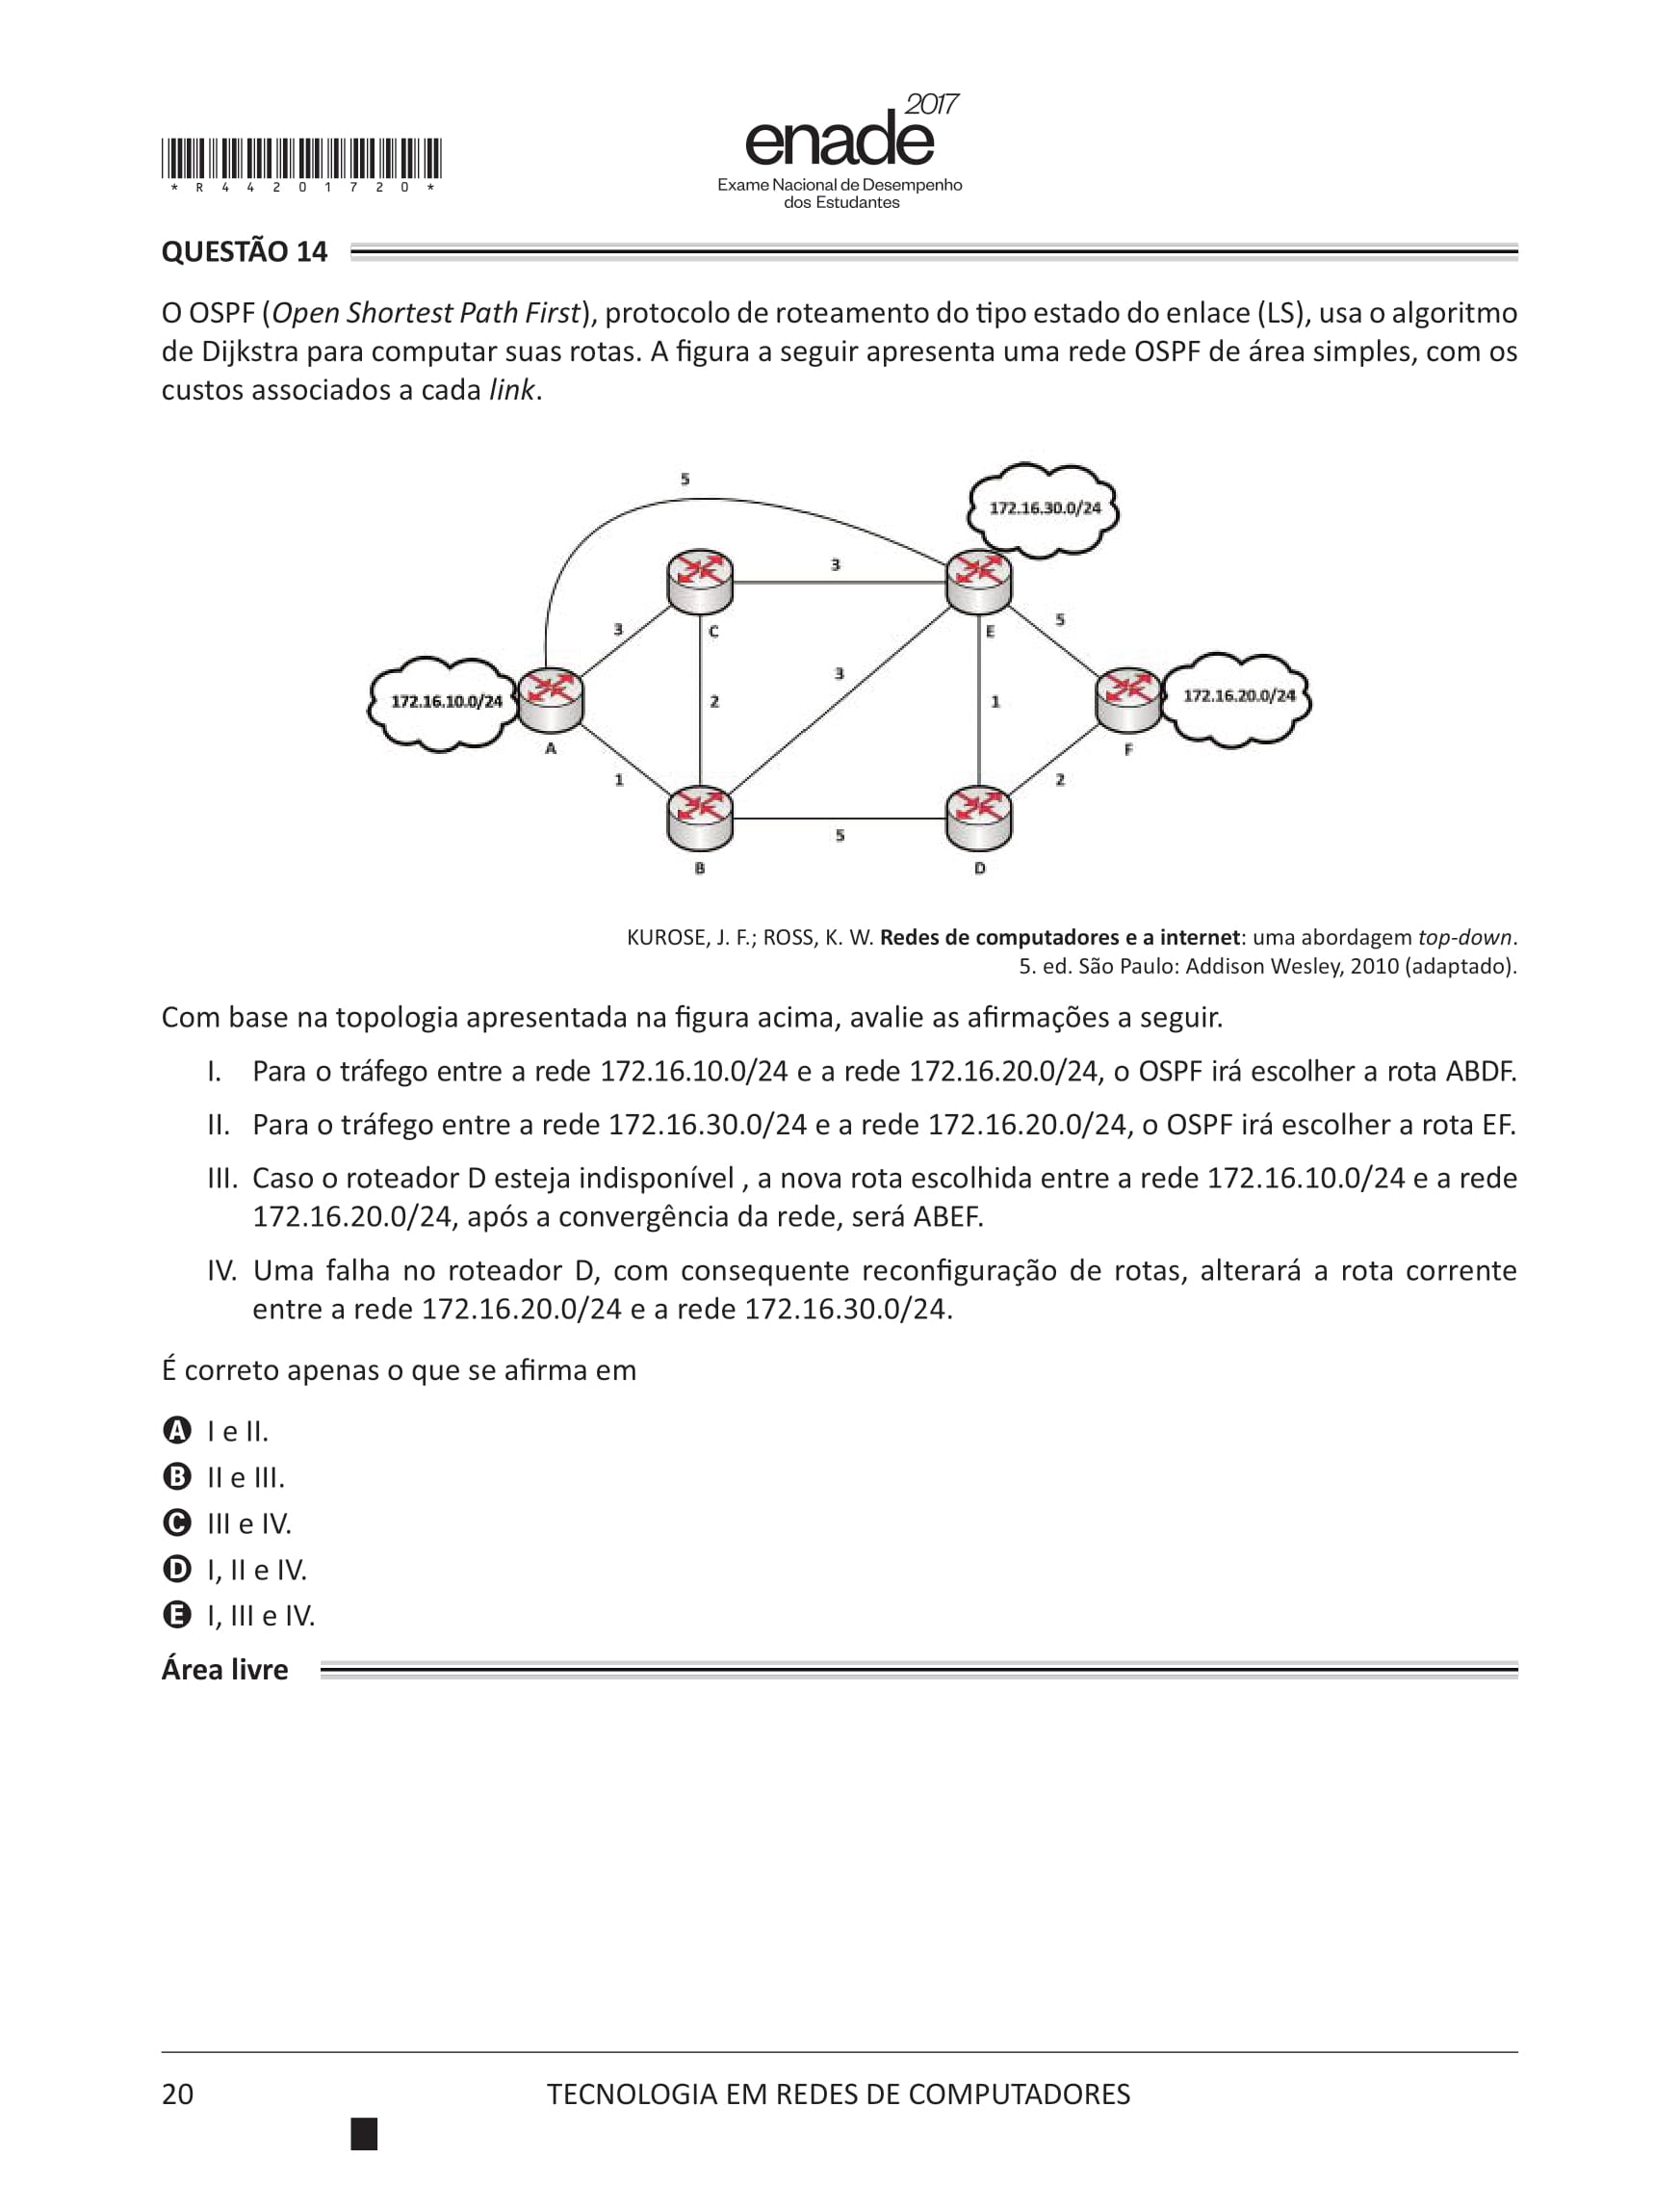 * R 4 4 2 0 1 7 2 0 *
2017
enade
Exame Nacional de Desempenho
dos Estudantes
QUESTÃO 14
O OSPF (Open Shortest Path First), protocolo de roteamento do tipo estado do enlace (LS), usa o algoritmo
de Dijkstra para computar suas rotas. A figura a seguir apresenta uma rede OSPF de área simples, com os
custos associados a cada link.
5
172.16.30.0/24
3
3
C
E
5
3
172.16.10.0/24
2
1
172.16.20.0/24
A
F
1
2
5
B
D
KUROSE, J. F.; ROSS, K. W. Redes de computadores e a internet: uma abordagem top-down.
5. ed. São Paulo: Addison Wesley, 2010 (adaptado).
Com base na topologia apresentada na figura acima, avalie as afirmações a seguir.
I. Para o tráfego entre a rede 172.16.10.0/24 e a rede 172.16.20.0/24, o OSPF irá escolher a rota ABDF.
II. Para o tráfego entre a rede 172.16.30.0/24 e a rede 172.16.20.0/24, o OSPF irá escolher a rota EF.
III. Caso o roteador D esteja indisponível , a nova rota escolhida entre a rede 172.16.10.0/24 e a rede
172.16.20.0/24, após a convergência da rede, será ABEF.
IV. Uma falha no roteador D, com consequente reconfiguração de rotas, alterará a rota corrente
entre a rede 172.16.20.0/24 e a rede 172.16.30.0/24.
É correto apenas o que se afirma em
A I e II.
B II e III.
C III e IV.
D I, II e IV.
E I, III e IV.
Área livre
20
TECNOLOGIA EM REDES DE COMPUTADORES